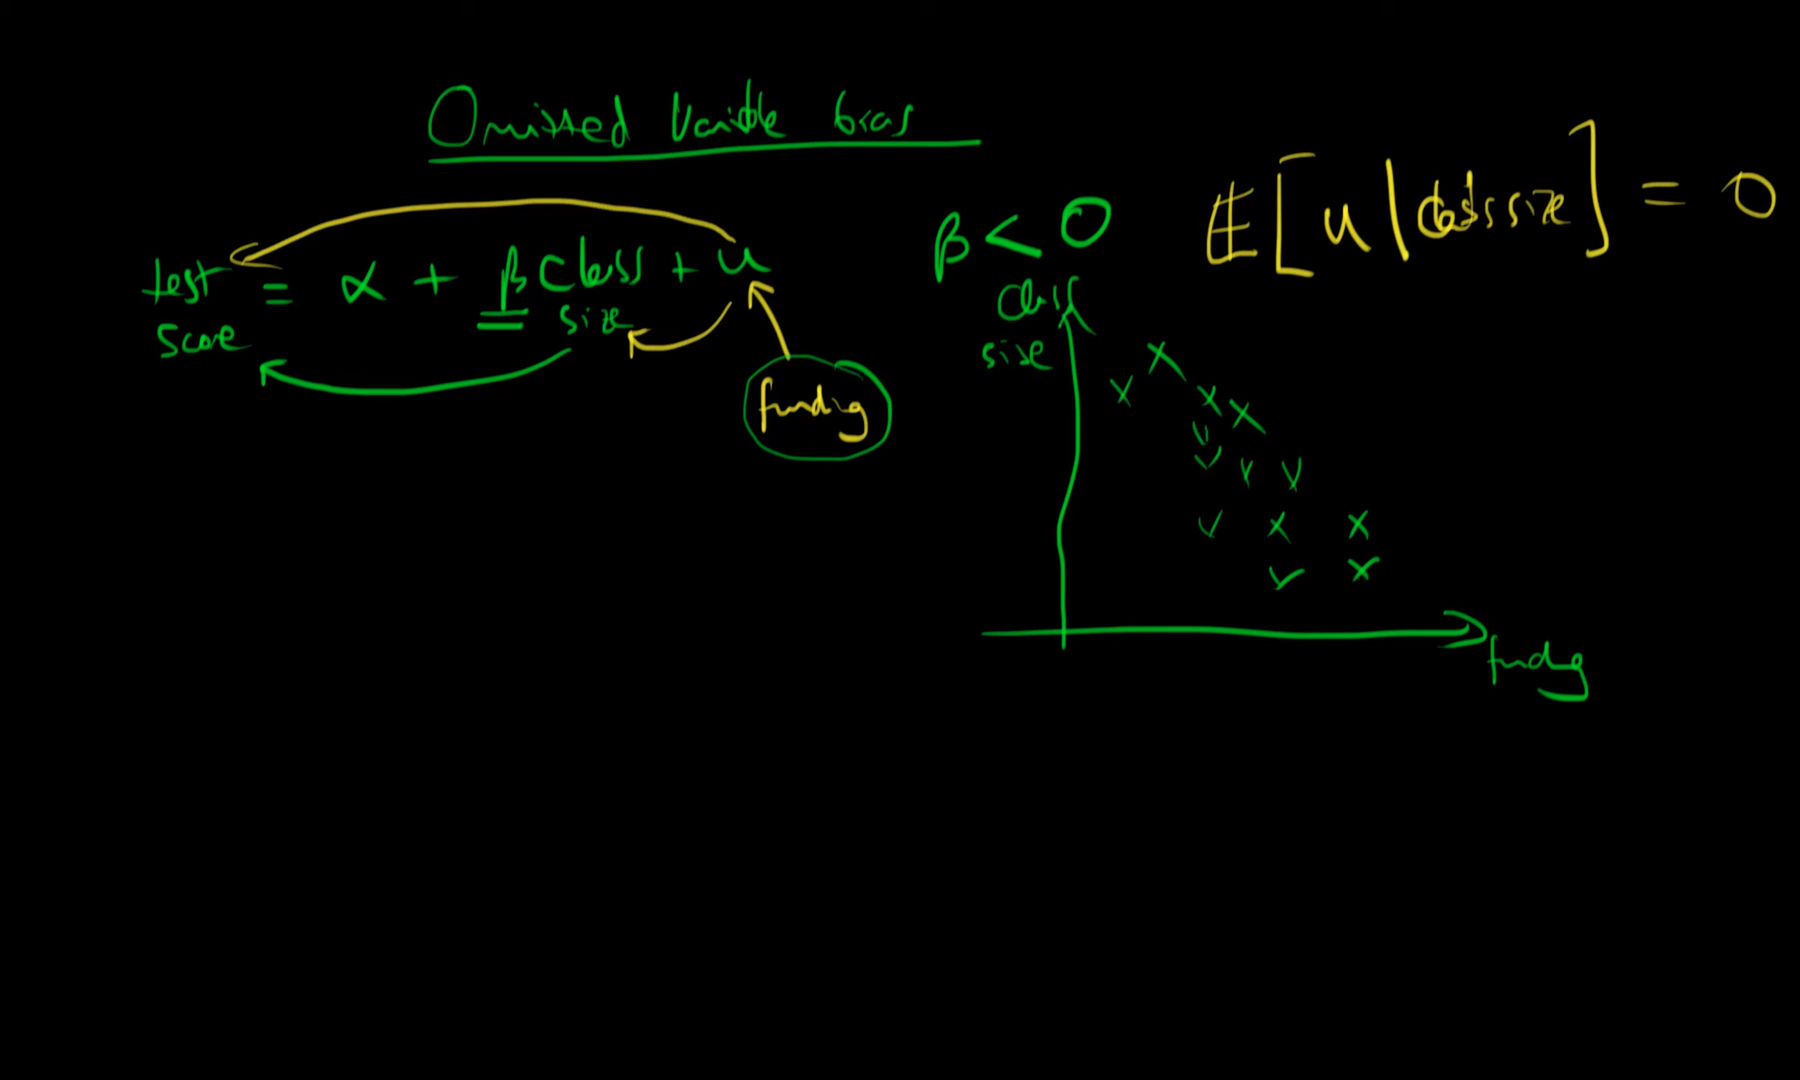 Omitted Variable bias
test score = α + β class size + u
funding
β < 0
E[u|class size] = 0
class size
funding